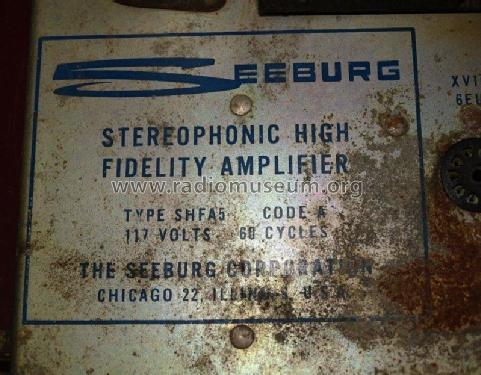 SEEBURG
STEREOPHONIC HIGH
FIDELITY AMPLIFIER
www.radiomuseum.org
TYPE SHFA5 CODE A
117 VOLTS 60 CYCLES
THE SEEBURG CORPORATION
CHICAGO 22, ILLINOIS, U.S.A.